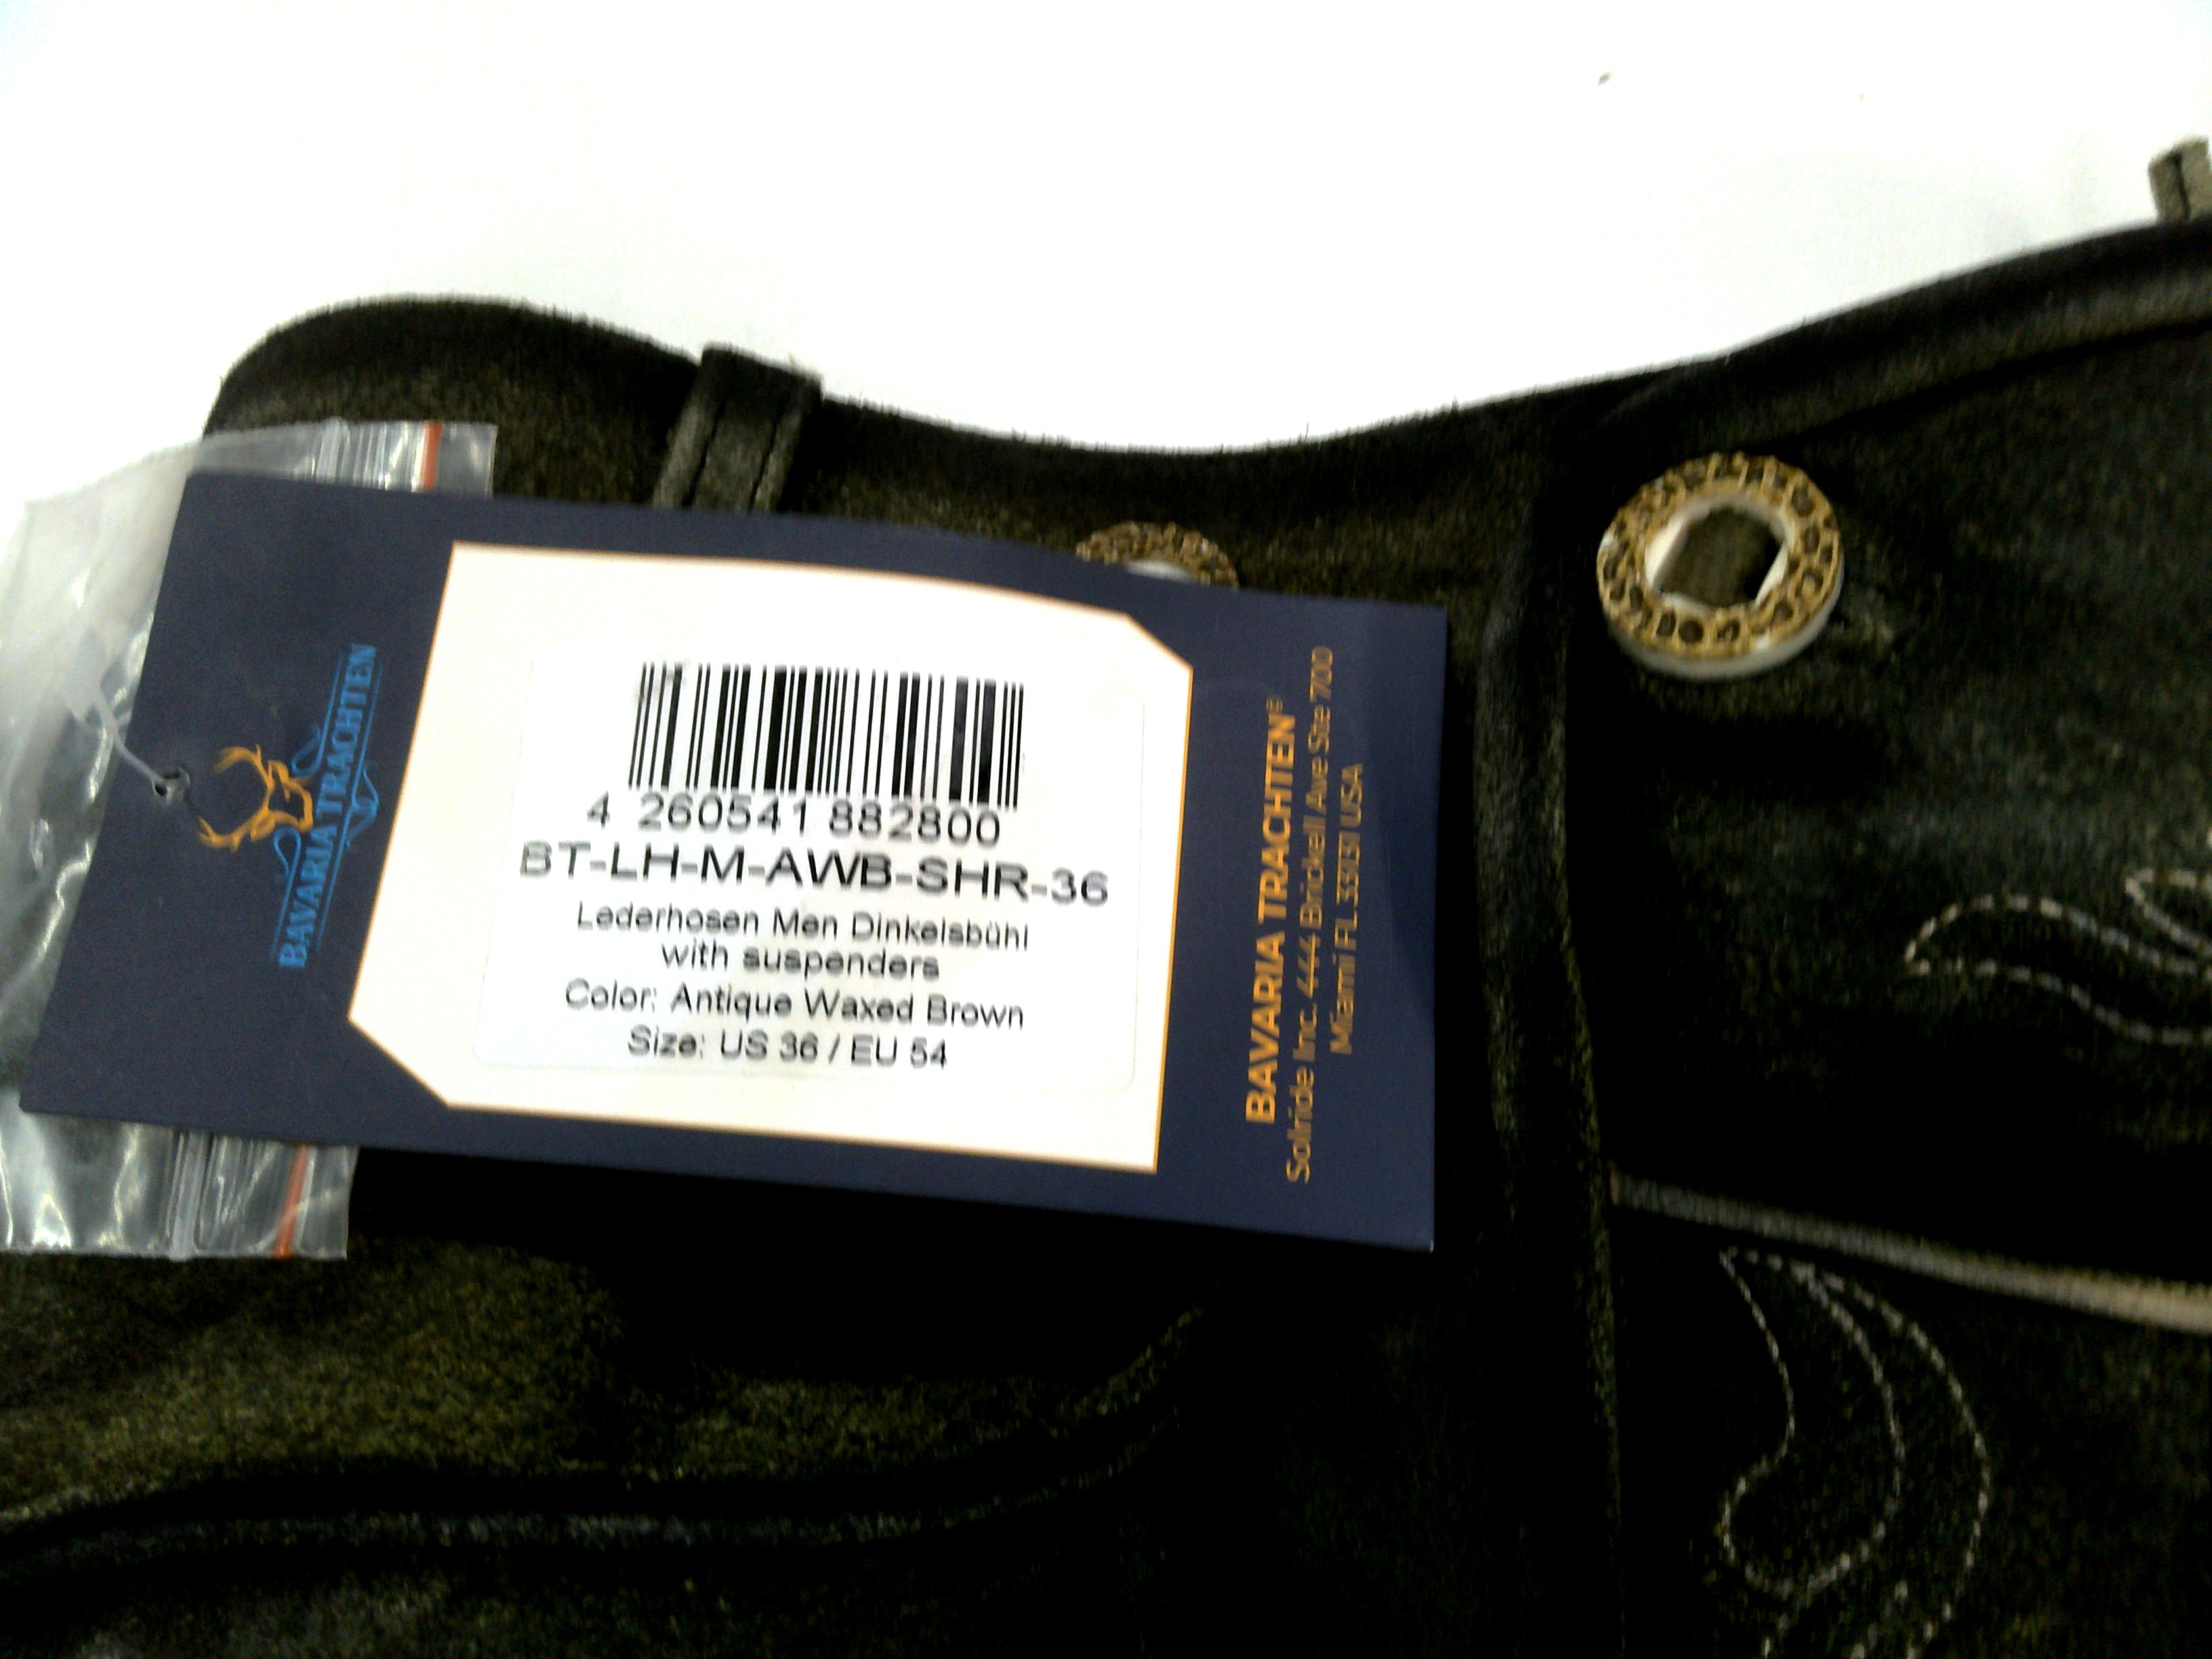 BAVARIA TRACHTEN
4 260541 882800
BT-LH-M-AWB-SHR-36
Lederhosen Men Dinkelsbühl
with suspenders
Color: Antique Waxed Brown
Size: US 36 / EU 54
BAVARIA TRACHTEN®
Solride Inc. 444 Brickell Ave Ste 700
Miami FL 33131 USA